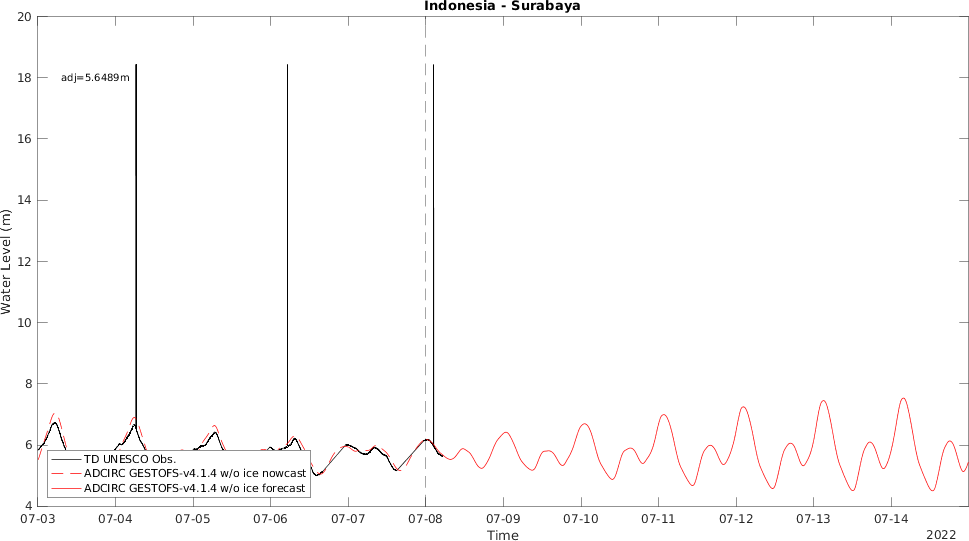 Indonesia - Surabaya
20
18
16
14
12
10
8
6
4
Water Level (m)
adj=5.6489m
TD UNESCO Obs.
ADCIRC GESTOFS-v4.1.4 w/o ice nowcast
ADCIRC GESTOFS-v4.1.4 w/o ice forecast
07-03 07-04 07-05 07-06 07-07 07-08 07-09 07-10 07-11 07-12 07-13 07-14
Time
2022